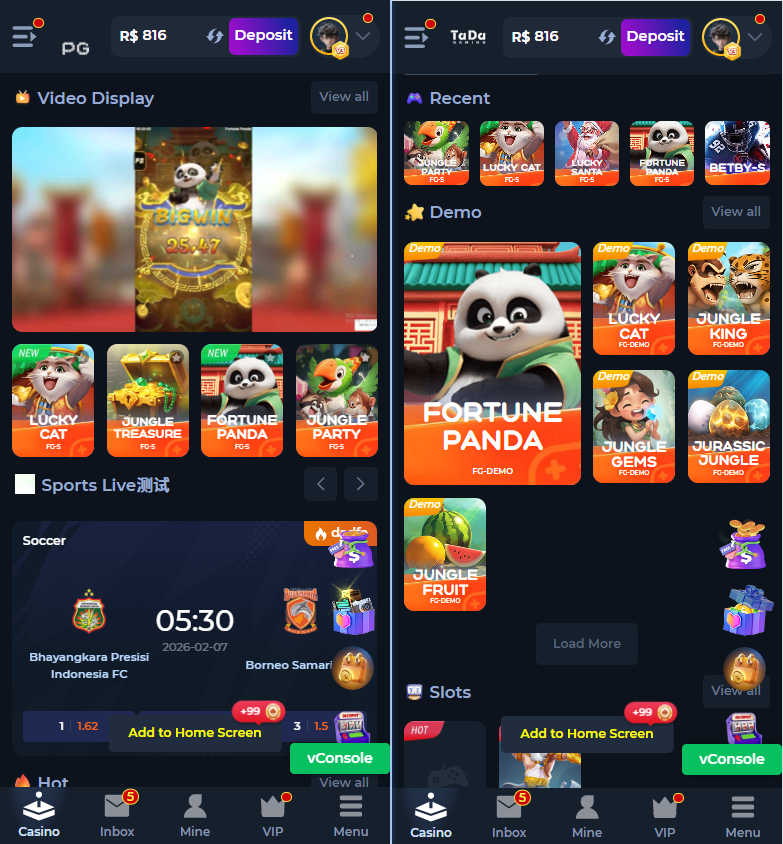 PG
R$ 816
Deposit
V3
Video Display
View all
BIG WIN
25.47
NEW
LUCKY
CAT
FG-S
JUNGLE
TREASURE
FG-S
NEW
FORTUNE
PANDA
FG-S
JUNGLE
PARTY
FG-S
Sports Live测试
Soccer
05:30
2026-02-07
Bhayangkara Presisi
Indonesia FC
Borneo Samari
1 1.62
3 1.5
+99
Add to Home Screen
vConsole
Hot
View all
5
Casino
Inbox
Mine
VIP
Menu
TaDa
GAMING
R$ 816
Deposit
V3
Recent
JUNGLE
PARTY
FG-S
LUCKY CAT
FG-S
LUCKY
SANTA
FG-S
FORTUNE
PANDA
FG-S
BETBY-S
Demo
View all
Demo
FORTUNE
PANDA
FG-DEMO
Demo
LUCKY
CAT
FG-DEMO
Demo
JUNGLE
KING
FG-DEMO
Demo
JUNGLE
GEMS
FG-DEMO
Demo
JURASSIC
JUNGLE
FG-DEMO
Demo
JUNGLE
FRUIT
FG-DEMO
Load More
Slots
View all
HOT
+99
Add to Home Screen
vConsole
5
Casino
Inbox
Mine
VIP
Menu